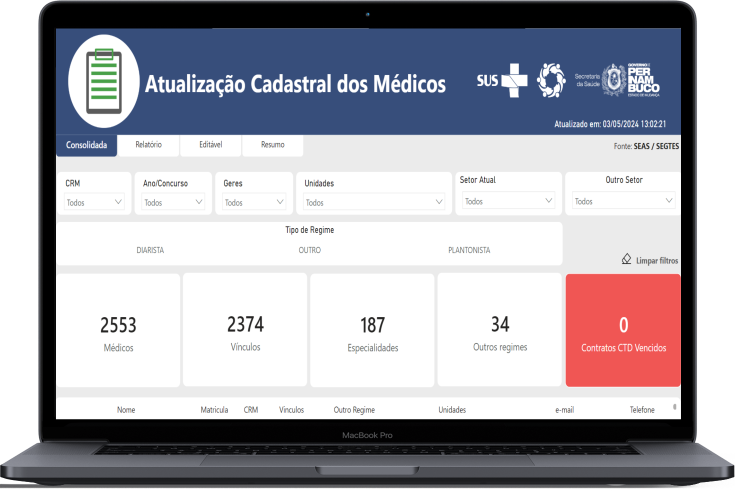 Atualização Cadastral dos Médicos
SUS
Secretaria
da Saúde
GOVERNO DE
PER
NAM
BUCO
ESTADO DE MUDANÇA
Atualizado em: 03/05/2024 13:02:21
Consolidada Relatório Editável Resumo
Fonte: SEAS / SEGTES
CRM Ano/Concurso Geres Unidades Setor Atual Outro Setor
Todos Todos Todos Todos Todos Todos
Tipo de Regime
DIARISTA OUTRO PLANTONISTA
Limpar filtros
2553 2374 187 34 0
Médicos Vínculos Especialidades Outros regimes Contratos CTD Vencidos
Nome Matricula CRM Vínculos Outro Regime Unidades e-mail Telefone
MacBook Pro